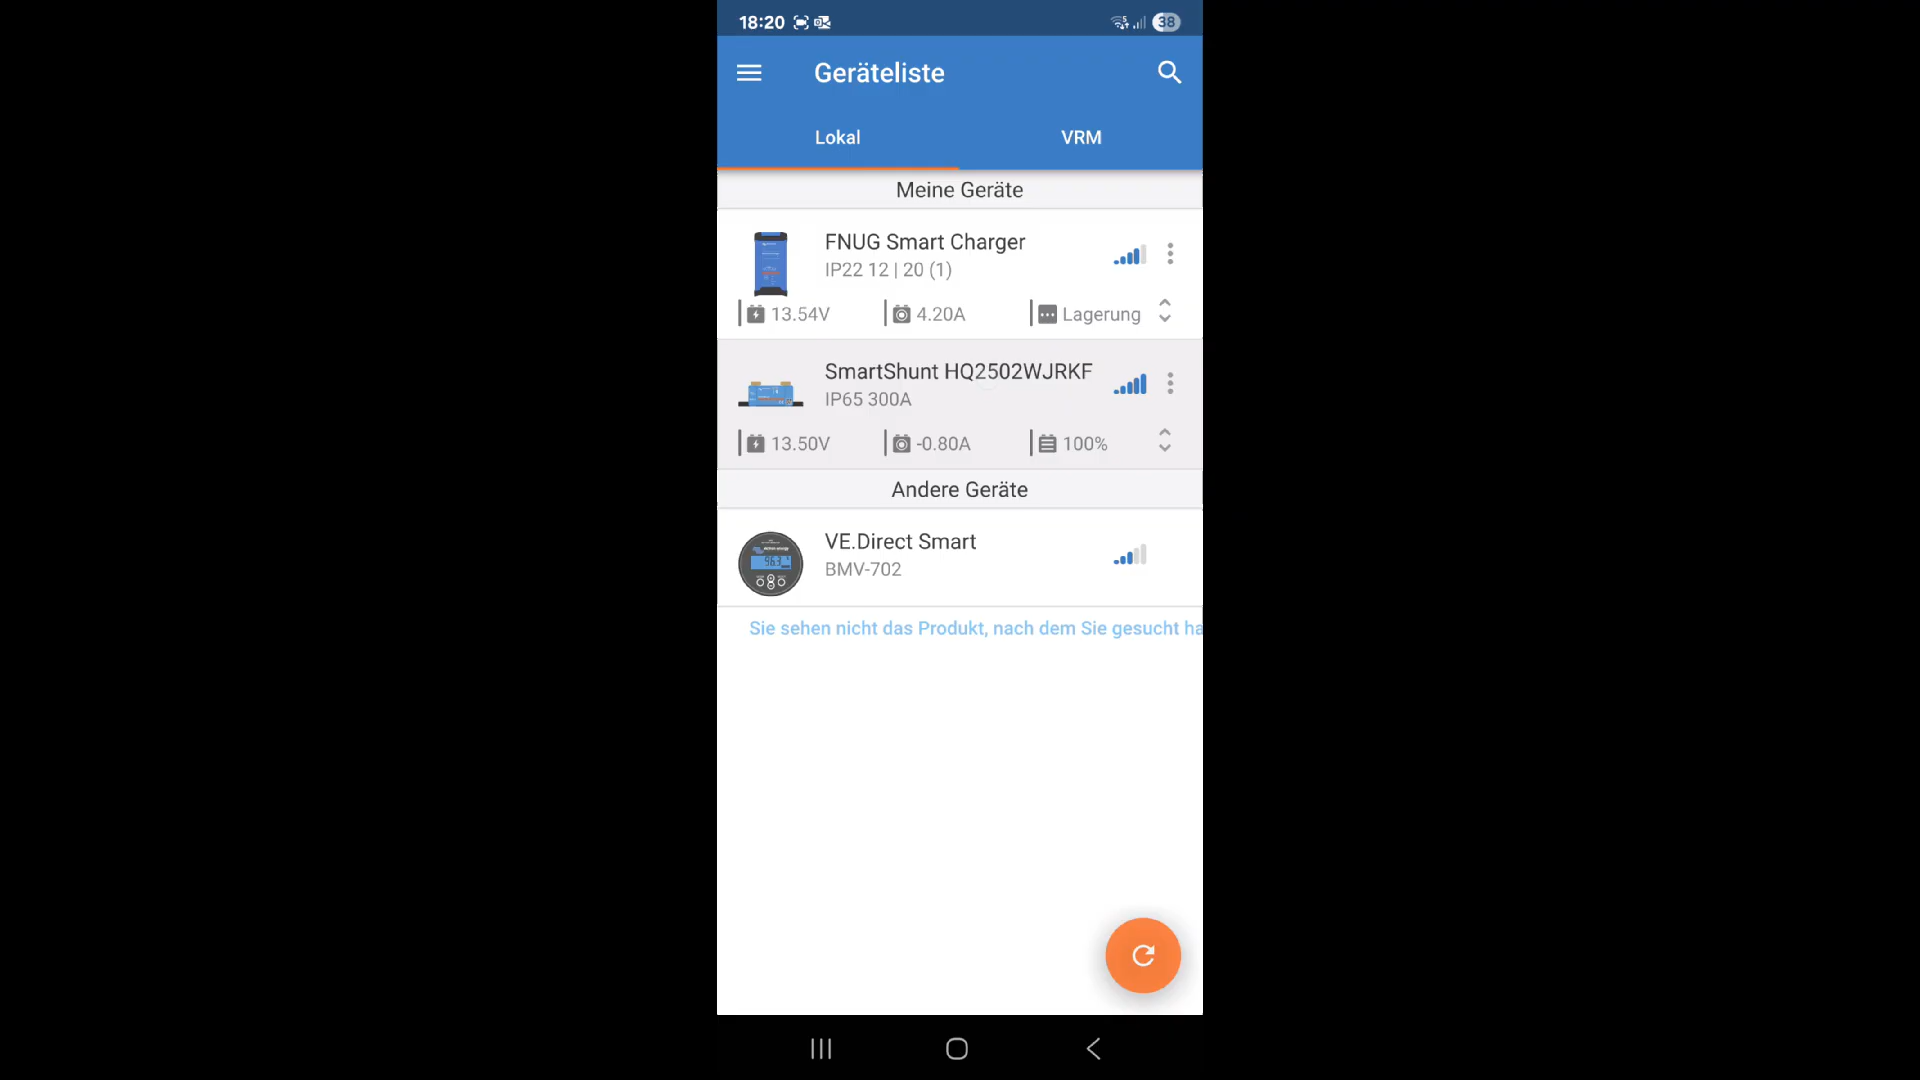 18:20
38
Geräteliste
Lokal
VRM
Meine Geräte
FNUG Smart Charger
IP22 12 | 20 (1)
13.54V
4.20A
Lagerung
SmartShunt HQ2502WJRKF
IP65 300A
13.50V
-0.80A
100%
Andere Geräte
VE.Direct Smart
BMV-702
Sie sehen nicht das Produkt, nach dem Sie gesucht ha